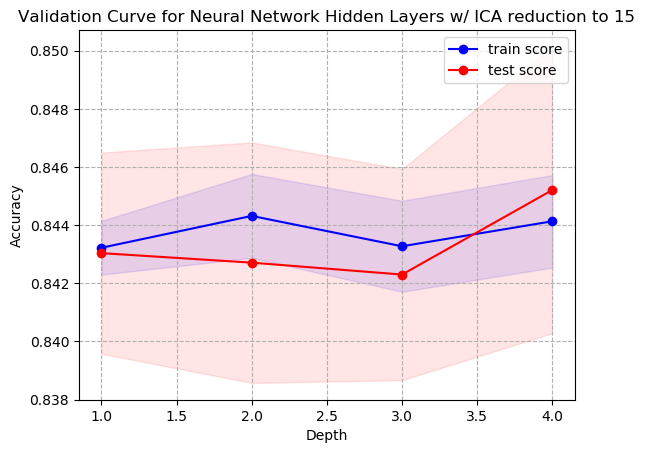 Validation Curve for Neural Network Hidden Layers w/ ICA reduction to 15
train score
test score
Accuracy
0.850
0.848
0.846
0.844
0.842
0.840
0.838
1.0 1.5 2.0 2.5 3.0 3.5 4.0
Depth